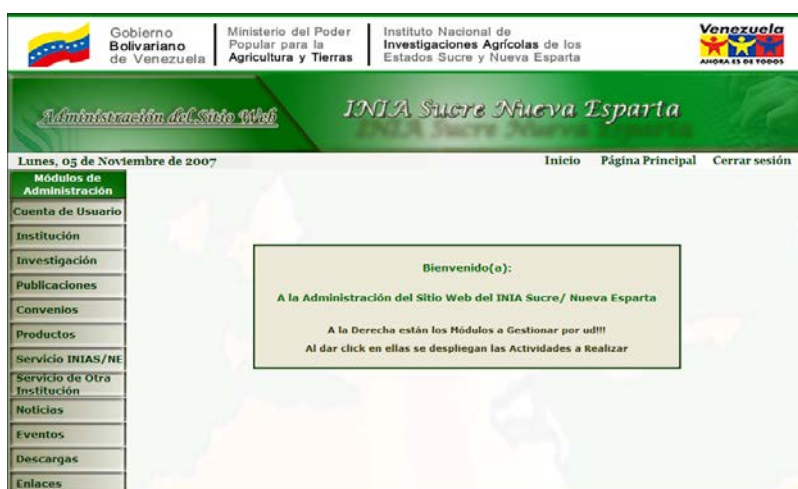 Gobierno
Bolivariano
de Venezuela
Ministerio del Poder
Popular para la
Agricultura y Tierras
Instituto Nacional de
Investigaciones Agrícolas de los
Estados Sucre y Nueva Esparta
Venezuela
AHORA ES DE TODOS
Administración del Sitio Web
INIA Sucre Nueva Esparta
Lunes, 05 de Noviembre de 2007
Inicio Página Principal Cerrar sesión
Módulos de
Administración
Cuenta de Usuario
Institución
Investigación
Publicaciones
Convenios
Productos
Servicio INIAS/NE
Servicio de Otra
Institución
Noticias
Eventos
Descargas
Enlaces
Bienvenido(a):
A la Administración del Sitio Web del INIA Sucre/ Nueva Esparta
A la Derecha están los Módulos a Gestionar por ud!!!
Al dar click en ellas se despliegan las Actividades a Realizar